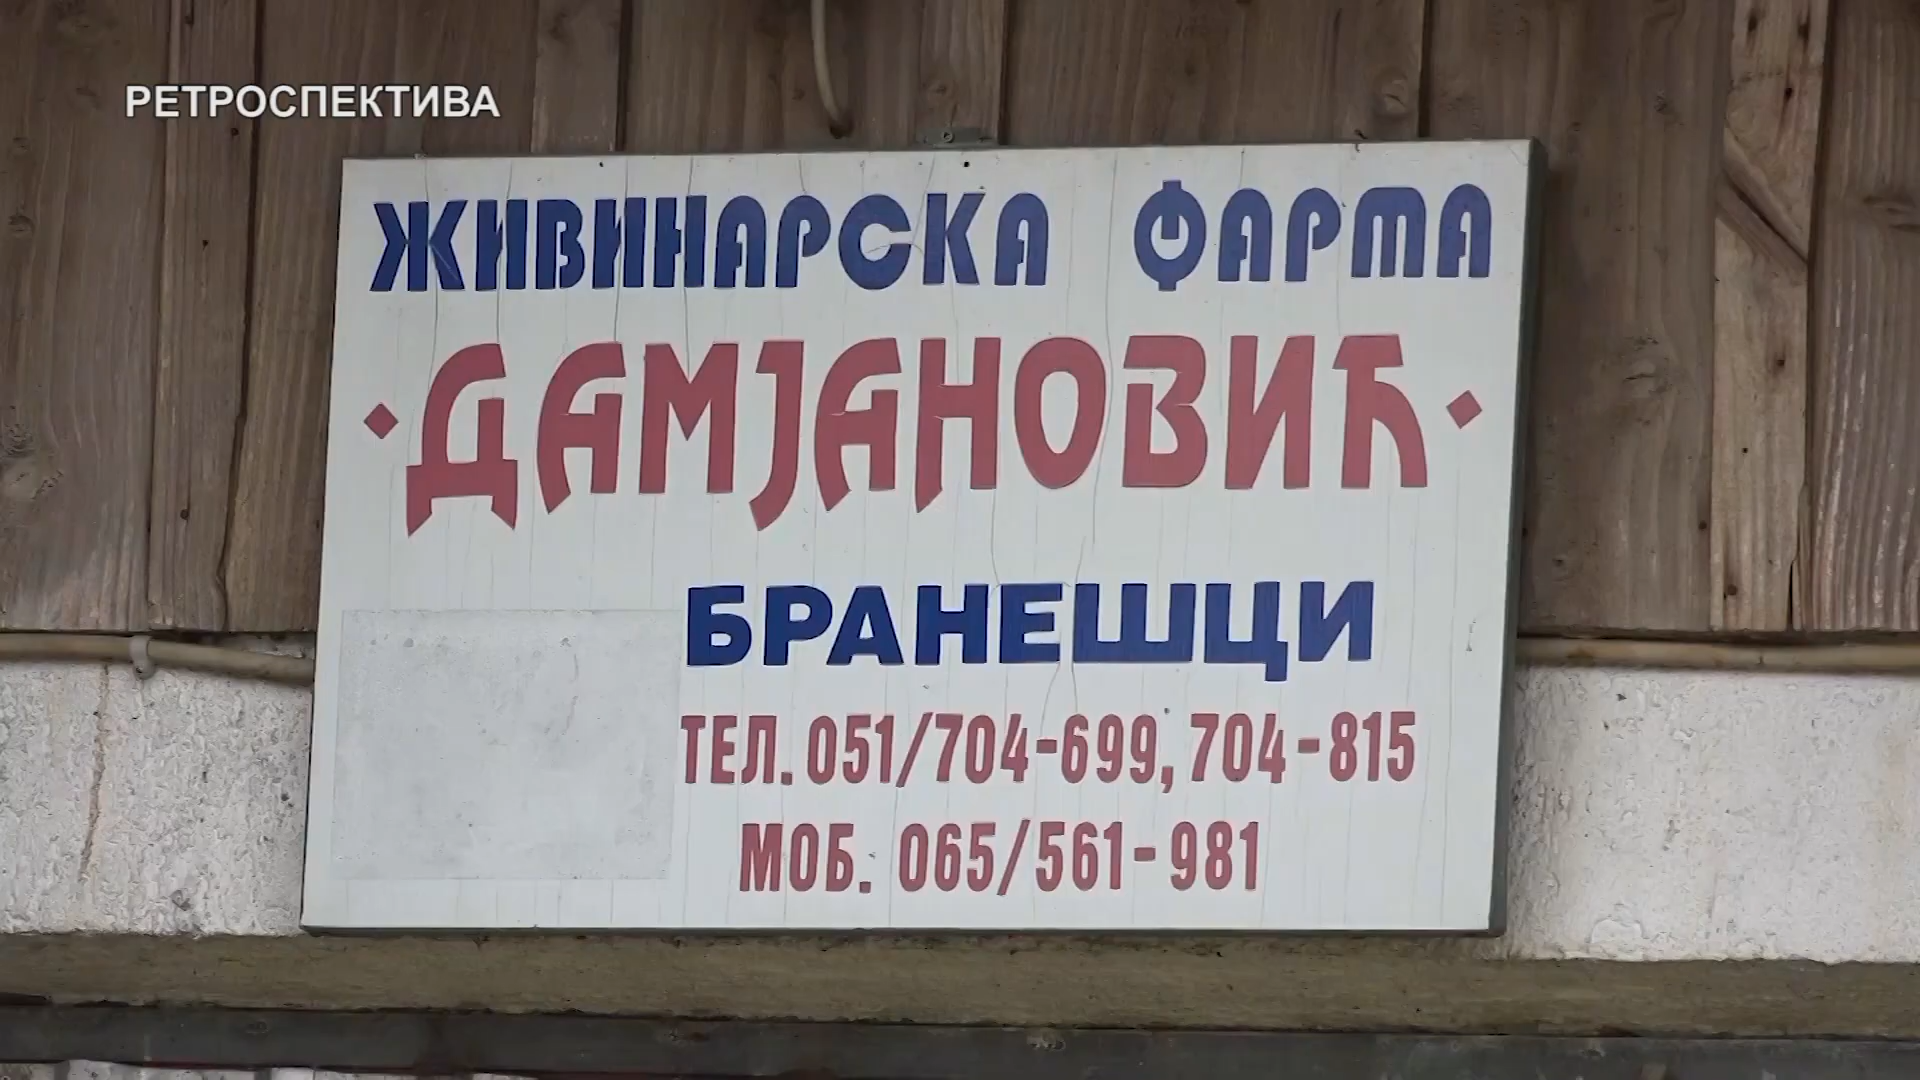 РЕТРОСПЕКТИВА
ЖИВИНАРСКА ФАРМА
ДАМЈАНОВИЋ
БРАНЕШЦИ
ТЕЛ. 051/704-699, 704-815
МОБ. 065/561-981